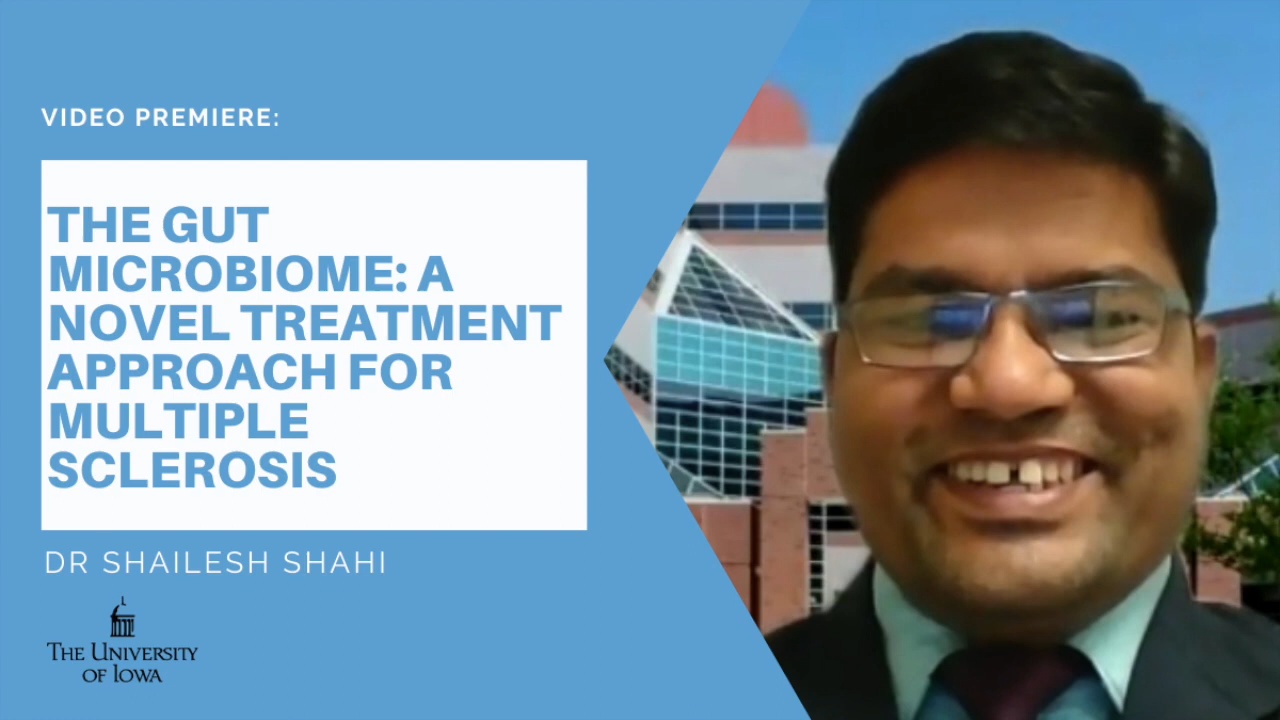 VIDEO PREMIERE:
THE GUT
MICROBIOME: A
NOVEL TREATMENT
APPROACH FOR
MULTIPLE
SCLEROSIS
DR SHAILESH SHAHI
THE UNIVERSITY
OF IOWA